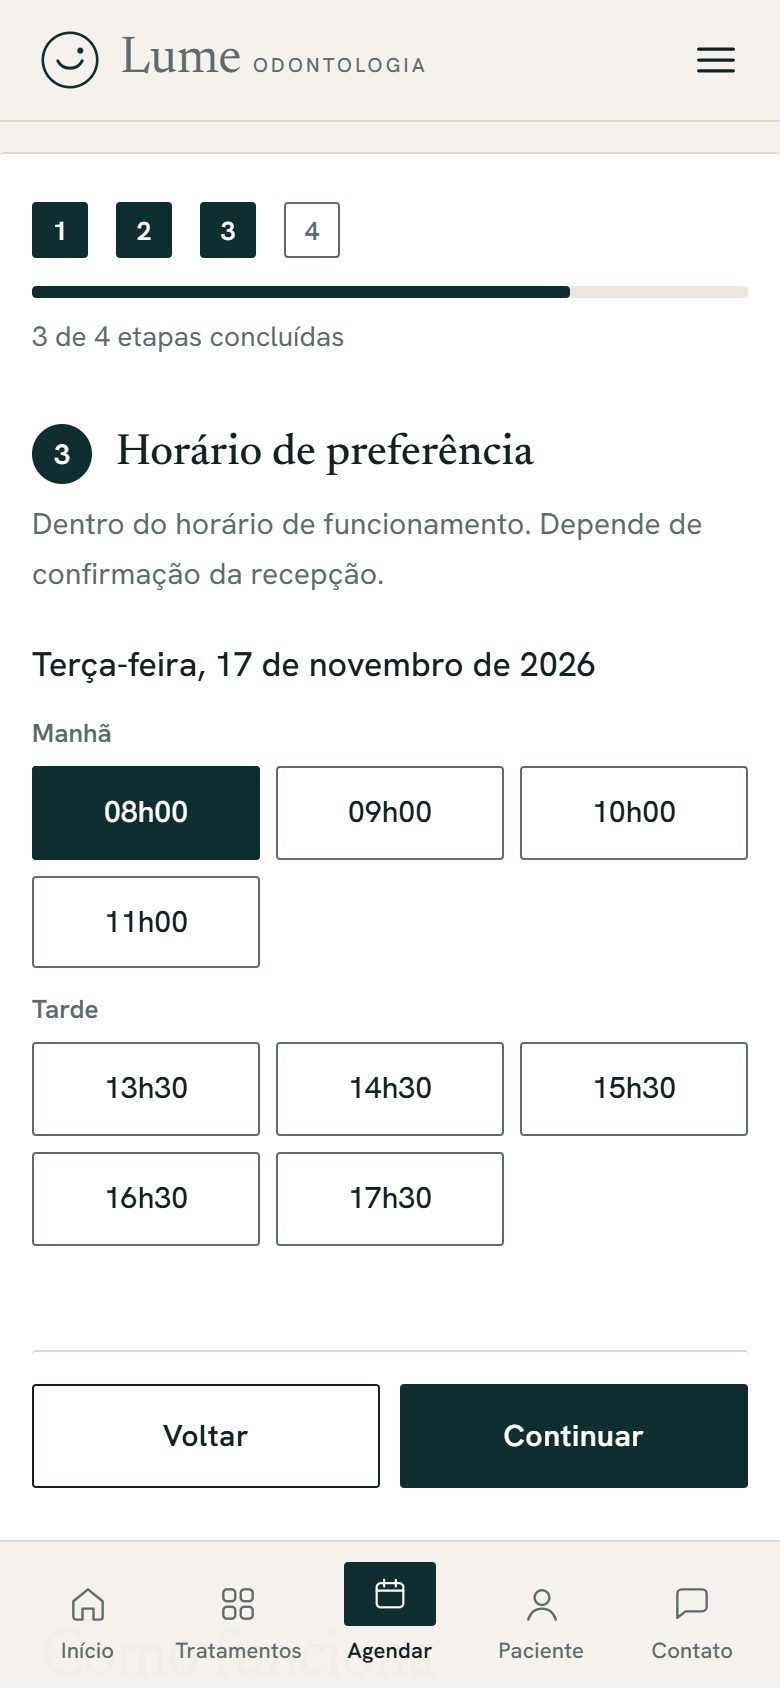 Lume ODONTOLOGIA
1 2 3 4
3 de 4 etapas concluídas
3 Horário de preferência
Dentro do horário de funcionamento. Depende de
confirmação da recepção.
Terça-feira, 17 de novembro de 2026
Manhã
08h00 09h00 10h00
11h00
Tarde
13h30 14h30 15h30
16h30 17h30
Voltar Continuar
Como funciona
Início Tratamentos Agendar Paciente Contato